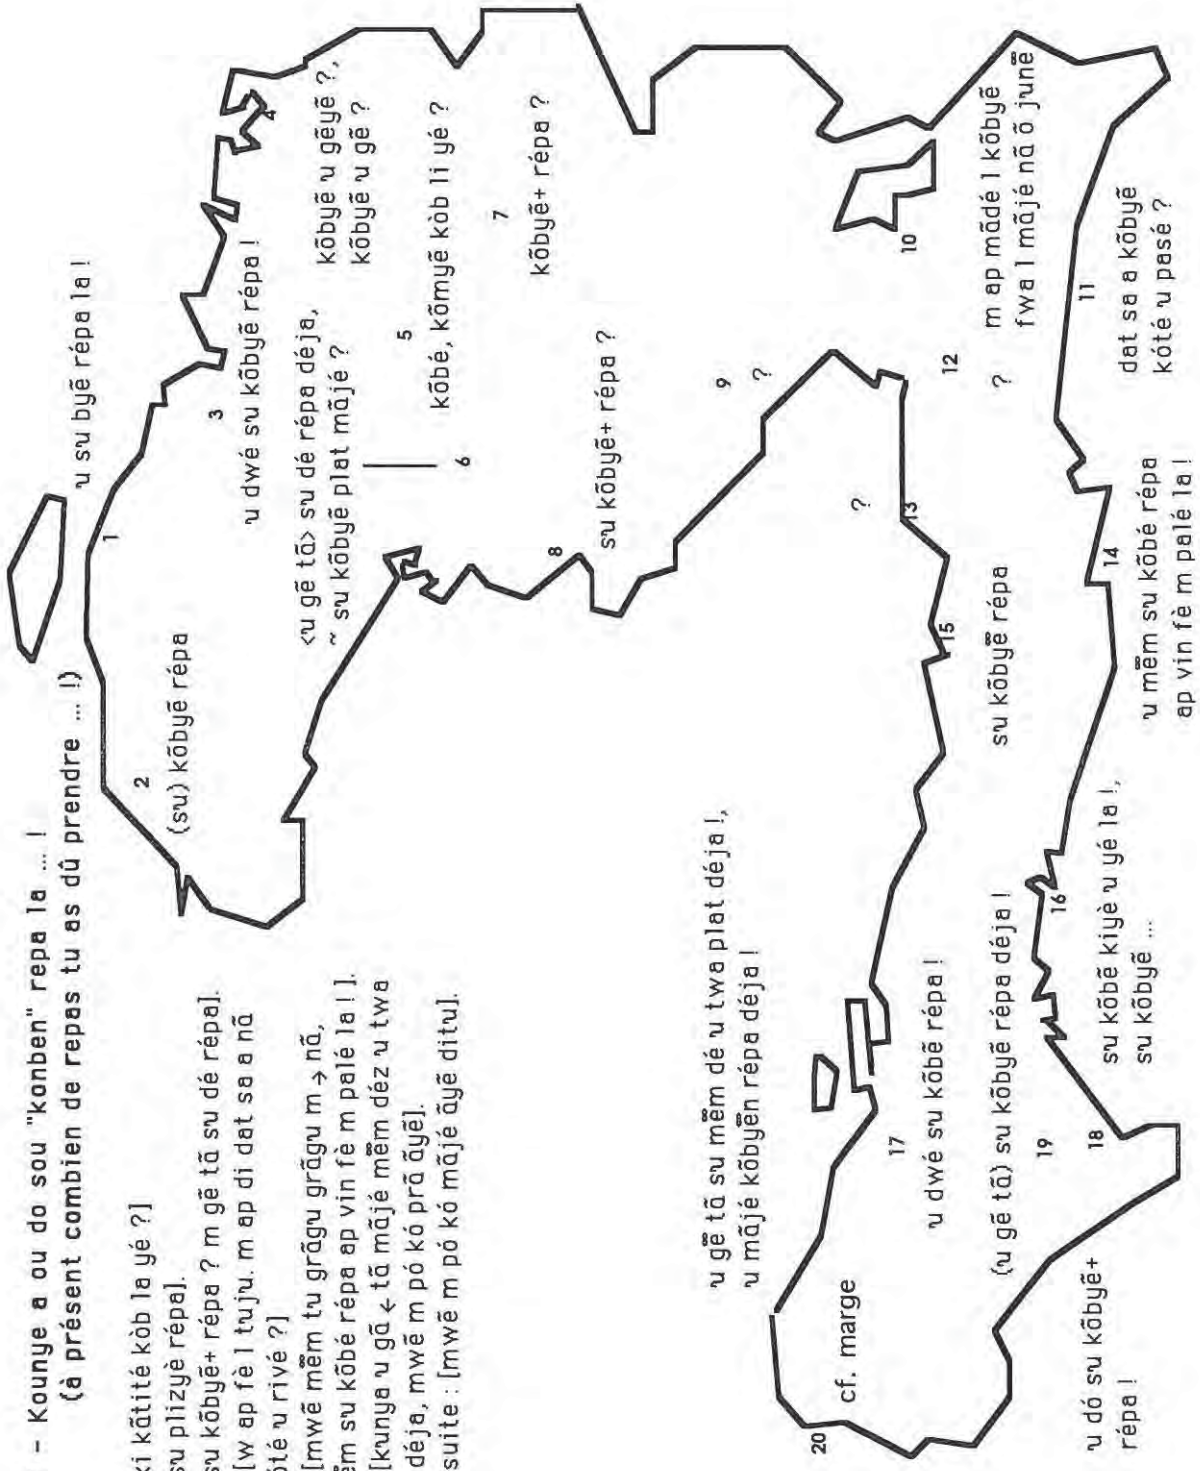 – Kounye a ou do sou "konben" repa la ... !
(à présent combien de repas tu as dû prendre ... !)
ki kãtité kòb la yé ?]
su plizyè répa].
su kõbyẽ+ répa ? m gẽ tã su dé répa].
[w ap fè l tuju. m ap di dat sa a nã
óté u rivé ?]
[mwẽ mẽm tu grãgu grãgu m → nã,
ẽm su kõbé répa ap vin fè m palé la ! ].
[kunya u gã ← tã mãjé mẽm déz u twa
déja, mwẽ m pó kó prã ãyẽ].
suite : [mwẽ m pó kó mãjé ãyẽ ditu].
1
u su byẽ répa la !
2
(su) kõbyẽ répa
3
u dwé su kõbyẽ répa !
4
kõbyẽ u gẽyẽ ?,
kõbyẽ u gẽ ?
5
kõbé, kõmyẽ kòb li yé ?
<u gẽ tã> su dé répa déja,
~ su kõbyẽ plat mãjé ?
6
7
kõbyẽ+ répa ?
8
su kõbyẽ+ répa ?
9
?
10
m ap mãdé l kõbyẽ
fwa l mãjé nã õ junẽ
11
dat sa a kõbyẽ
kóté u pasé ?
12
?
13
?
14
u mẽm su kõbé répa
ap vin fè m palé la !
15
su kõbyẽ répa
16
su kõbẽ kiyè u yé la !,
su kõbyẽ ...
u gẽ tã su mẽm dé u twa plat déja !,
u mãjé kõbyẽn répa déja !
17
u dwé su kõbé répa !
18
19
(u gẽ tã) su kõbyẽ répa déja !
u dó su kõbyẽ+
répa !
20
cf. marge